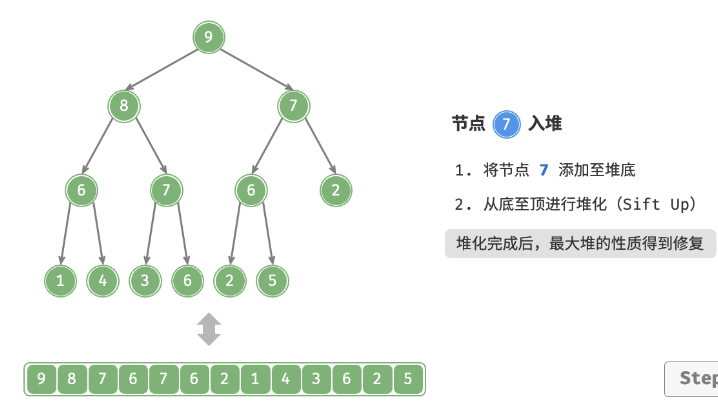 9
8 7
6 7 6 2
1 4 3 6 2 5
9 8 7 6 7 6 2 1 4 3 6 2 5
节点 7 入堆
1. 将节点 7 添加至堆底
2. 从底至顶进行堆化（Sift Up）
堆化完成后，最大堆的性质得到修复
Step